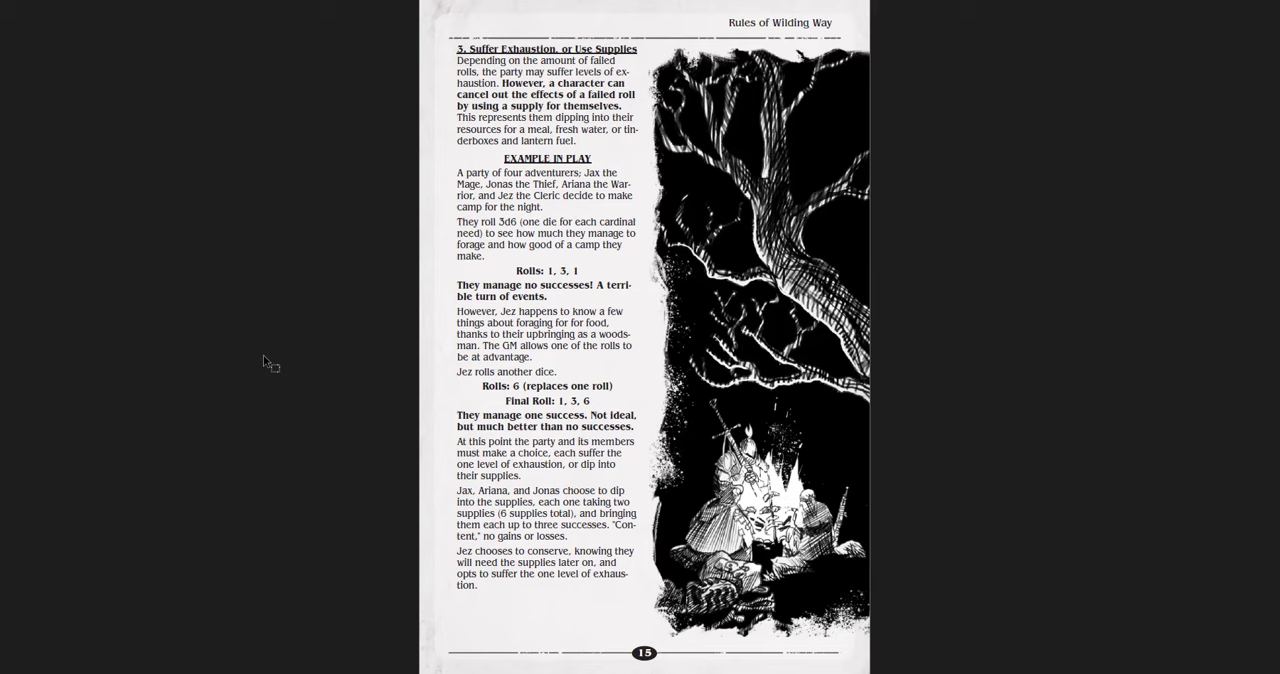 Rules of Wilding Way
3. Suffer Exhaustion, or Use Supplies
Depending on the amount of failed
rolls, the party may suffer levels of ex-
haustion. However, a character can
cancel out the effects of a failed roll
by using a supply for themselves.
This represents them dipping into their
resources for a meal, fresh water, or tin-
derboxes and lantern fuel.
EXAMPLE IN PLAY
A party of four adventurers; Jax the
Mage, Jonas the Thief, Ariana the War-
rior, and Jez the Cleric decide to make
camp for the night.
They roll 3d6 (one die for each cardinal
need) to see how much they manage to
forage and how good of a camp they
make.
Rolls: 1, 3, 1
They manage no successes! A terri-
ble turn of events.
However, Jez happens to know a few
things about foraging for for food,
thanks to their upbringing as a woods-
man. The GM allows one of the rolls to
be at advantage.
Jez rolls another dice.
Rolls: 6 (replaces one roll)
Final Roll: 1, 3, 6
They manage one success. Not ideal,
but much better than no successes.
At this point the party and its members
must make a choice, each suffer the
one level of exhaustion, or dip into
their supplies.
Jax, Ariana, and Jonas choose to dip
into the supplies, each one taking two
supplies (6 supplies total), and bringing
them each up to three successes. "Con-
tent," no gains or losses.
Jez chooses to conserve, knowing they
will need the supplies later on, and
opts to suffer the one level of exhaus-
tion.
15